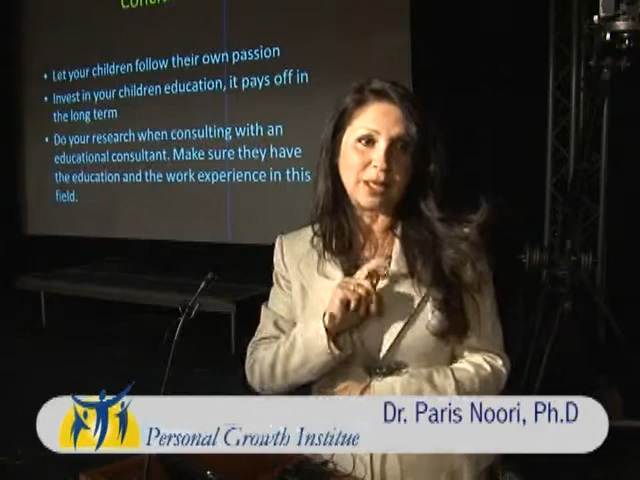 • Let your children follow their own passion
• Invest in your children education, it pays off in
the long term
• Do your research when consulting with an
educational consultant. Make sure they have
the education and the work experience in this
field.
Dr. Paris Noori, Ph.D
Personal Growth Institue